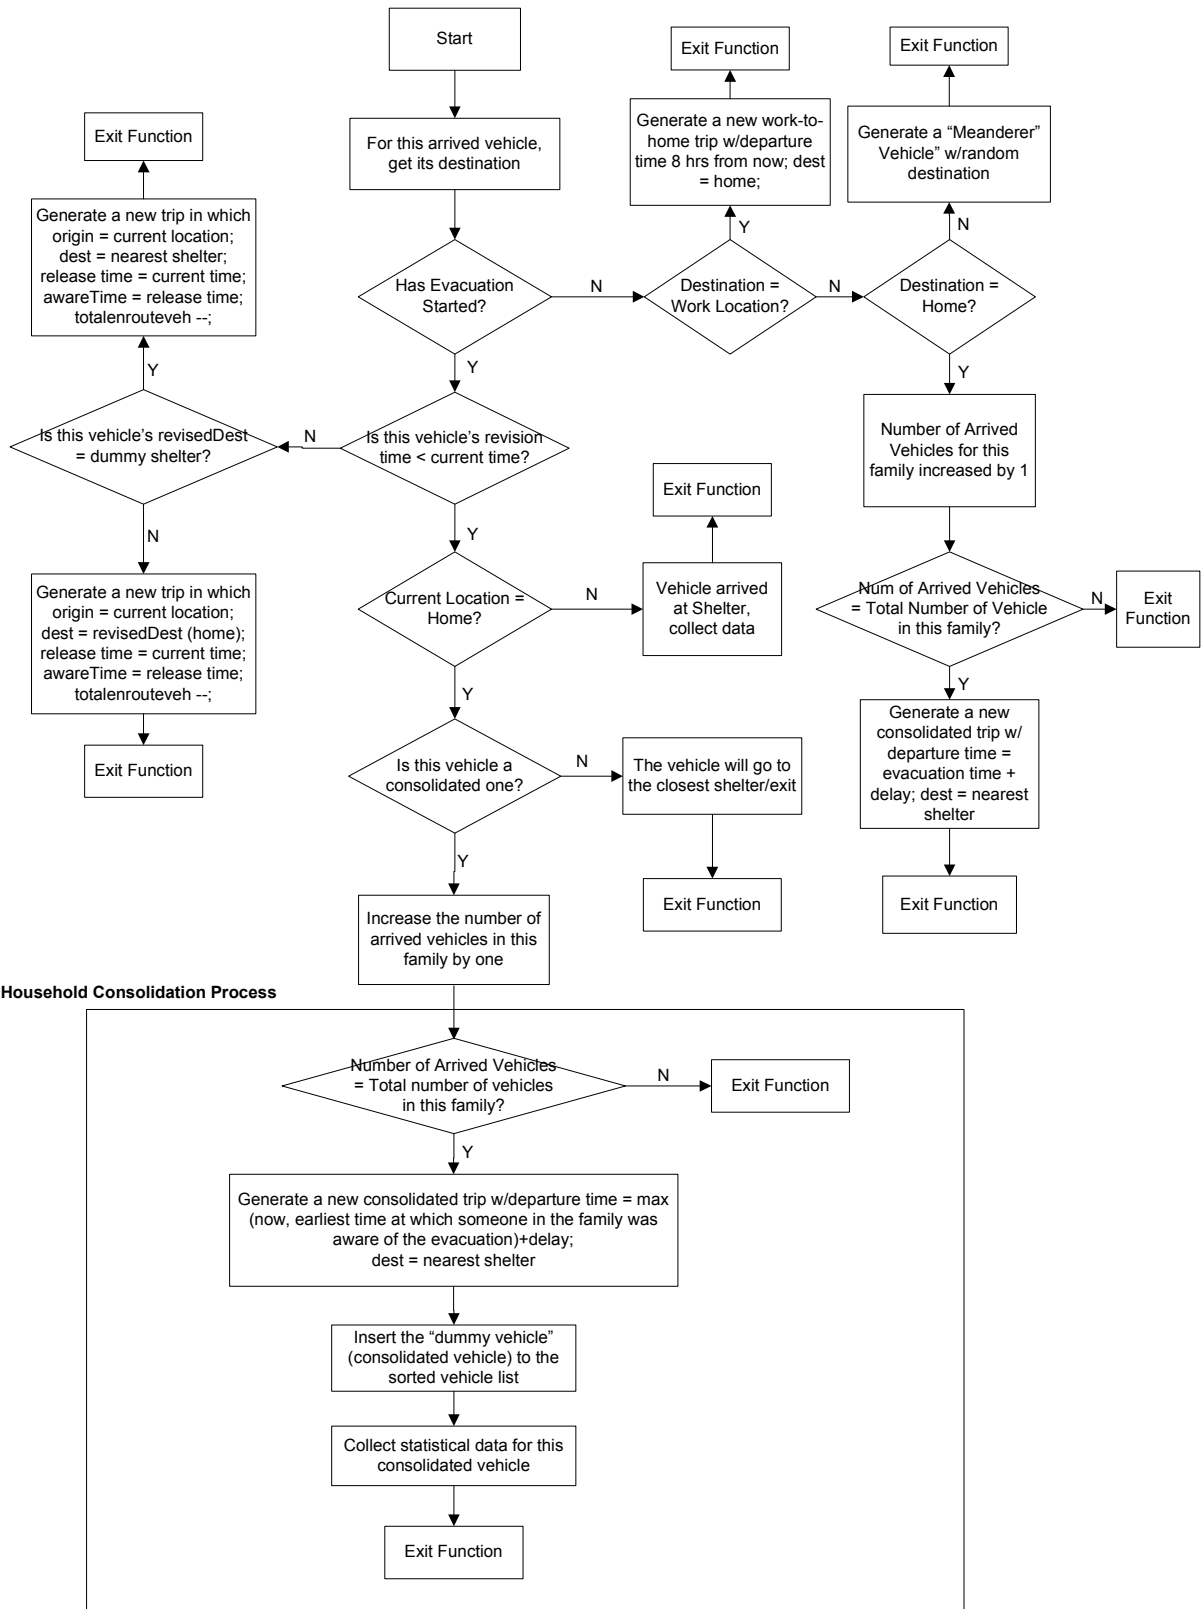 Start
For this arrived vehicle,
get its destination
Has Evacuation
Started?
N
Destination =
Work Location?
Y
Generate a new work-to-
home trip w/departure
time 8 hrs from now; dest
= home;
Exit Function
N
Destination =
Home?
N
Generate a “Meanderer”
Vehicle” w/random
destination
Exit Function
Y
Number of Arrived
Vehicles for this
family increased by 1
Num of Arrived Vehicles
= Total Number of Vehicle
in this family?
N
Exit
Function
Y
Generate a new
consolidated trip w/
departure time =
evacuation time +
delay; dest = nearest
shelter
Exit Function
Y
Is this vehicle’s revision
time < current time?
N
Is this vehicle’s revisedDest
= dummy shelter?
Y
Generate a new trip in which
origin = current location;
dest = nearest shelter;
release time = current time;
awareTime = release time;
totalenrouteveh --;
Exit Function
N
Generate a new trip in which
origin = current location;
dest = revisedDest (home);
release time = current time;
awareTime = release time;
totalenrouteveh --;
Exit Function
Y
Current Location =
Home?
N
Vehicle arrived
at Shelter,
collect data
Exit Function
Y
Is this vehicle a
consolidated one?
N
The vehicle will go to
the closest shelter/exit
Exit Function
Y
Increase the number of
arrived vehicles in this
family by one
Household Consolidation Process
Number of Arrived Vehicles
= Total number of vehicles
in this family?
N
Exit Function
Y
Generate a new consolidated trip w/departure time = max
(now, earliest time at which someone in the family was
aware of the evacuation)+delay;
dest = nearest shelter
Insert the “dummy vehicle”
(consolidated vehicle) to the
sorted vehicle list
Collect statistical data for this
consolidated vehicle
Exit Function